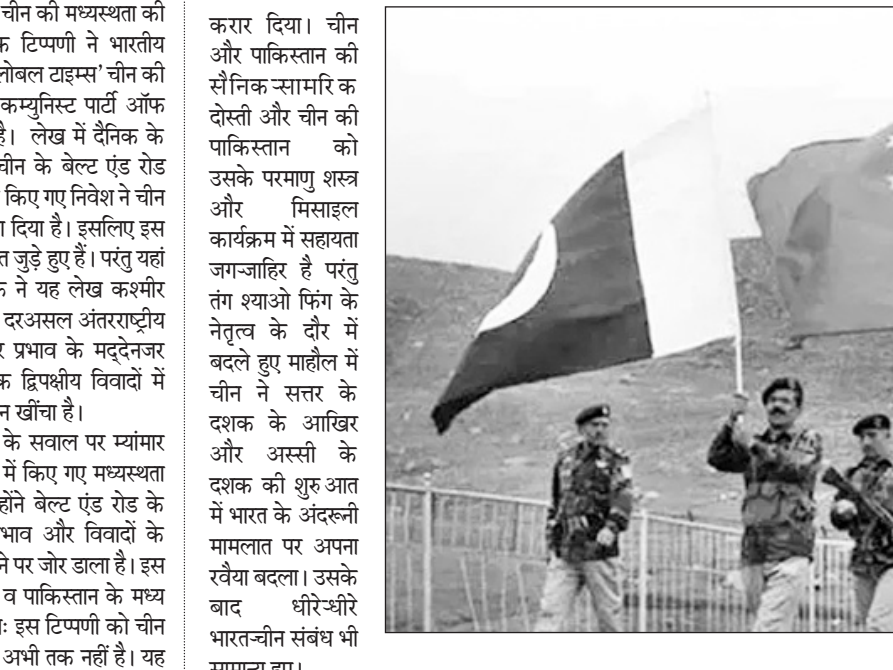 चीन की मध्यस्थता की
टिप्पणी ने भारतीय
चीन की
कम्युनिस्ट पार्टी ऑफ
है। लेख में दैनिक के
चीन के बेल्ट एंड रोड
किए गए निवेश ने चीन
दिया है। इसलिए इस
जुड़े हुए हैं। परंतु यहां
ने यह लेख कश्मीर
दरअसल अंतरराष्ट्रीय
प्रभाव के मद्देनजर
द्विपक्षीय विवादों में
खींचा है।
के सवाल पर म्यांमार
में किए गए मध्यस्थता
बेल्ट एंड रोड के
और विवादों के
पर जोर डाला है। इस
व पाकिस्तान के मध्य
इस टिप्पणी को चीन
अभी तक नहीं है। यह
करार दिया। चीन
और पाकिस्तान की
सैनिक-सामरिक
दोस्ती और चीन की
पाकिस्तान को
उसके परमाणु शस्त्र
और मिसाइल
कार्यक्रम में सहायता
जग-जाहिर है परंतु
तंग श्याओ फिंग के
नेतृत्व के दौर में
बदले हुए माहौल में
चीन ने सत्तर के
दशक के आखिर
और अस्सी के
दशक की शुरुआत
में भारत के अंदरूनी
मामलात पर अपना
रवैया बदला। उसके
बाद धीरे-धीरे
भारत-चीन संबंध भी